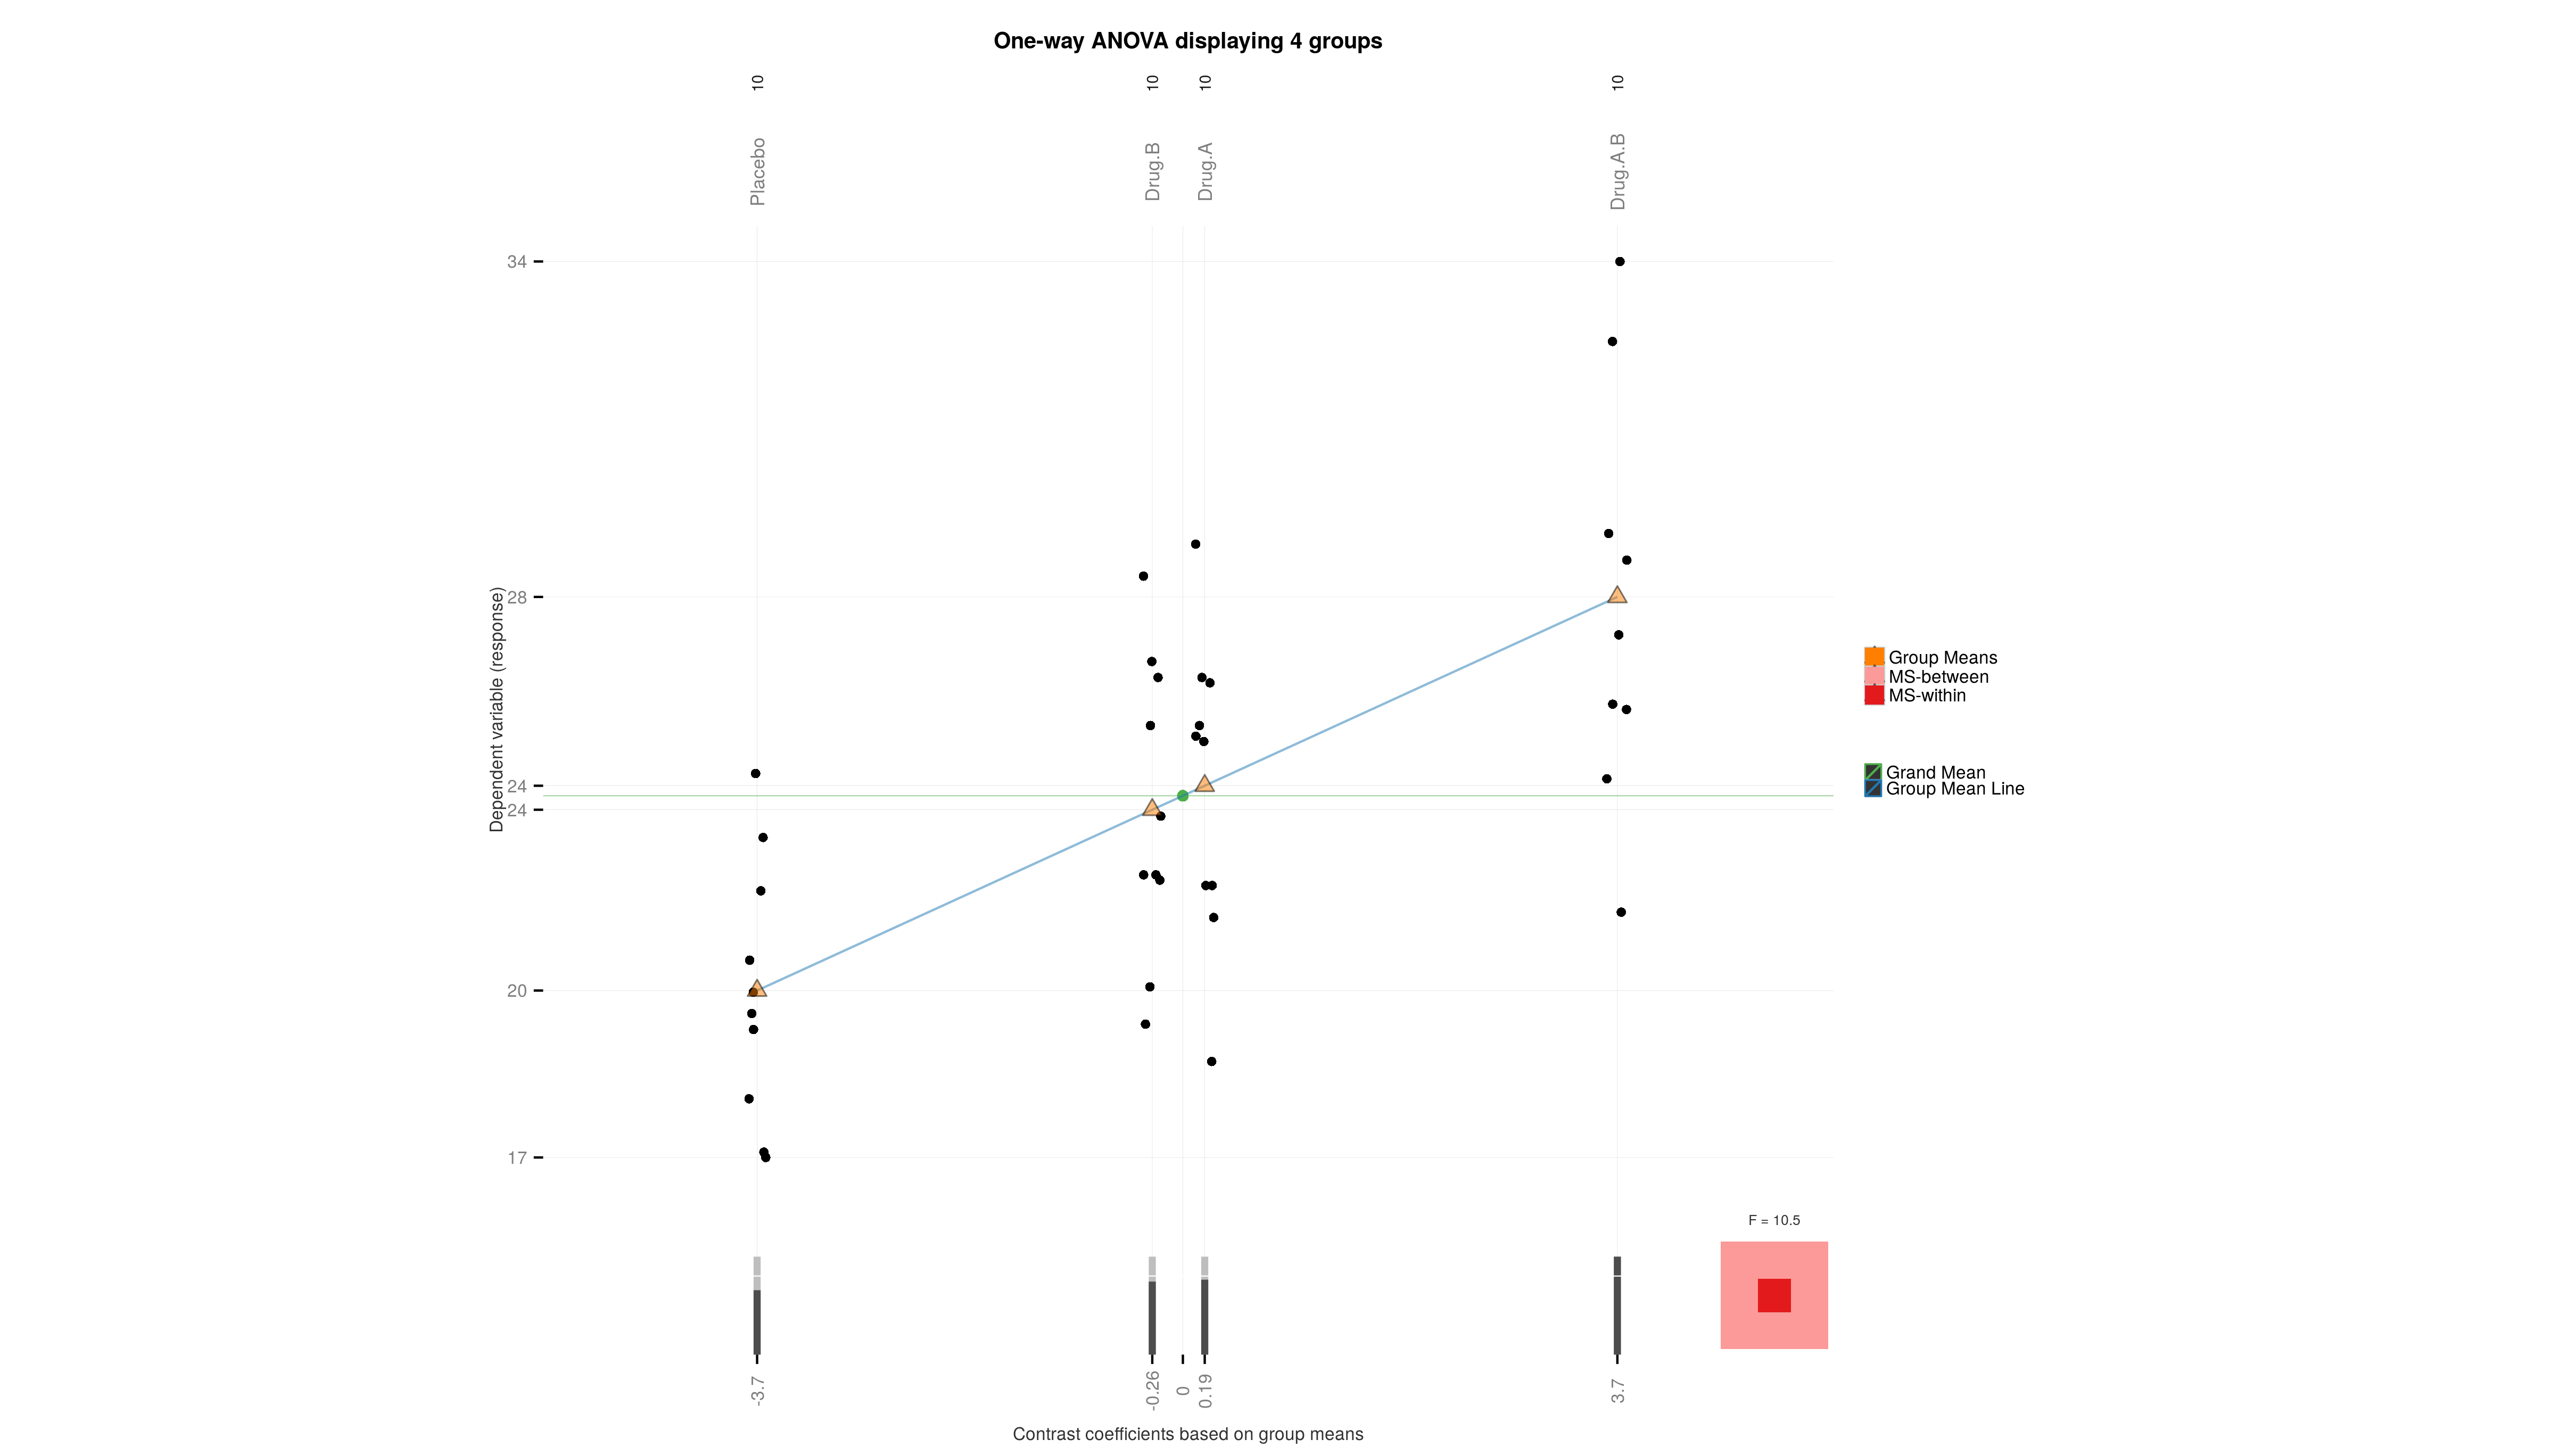 One-way ANOVA displaying 4 groups
10 10 10 10
Placebo Drug.B Drug.A Drug.A.B
34
28
24
24
20
17
Dependent variable (response)
Group Means
MS-between
MS-within
Grand Mean
Group Mean Line
F = 10.5
-3.7 -0.26 0 0.19 3.7
Contrast coefficients based on group means